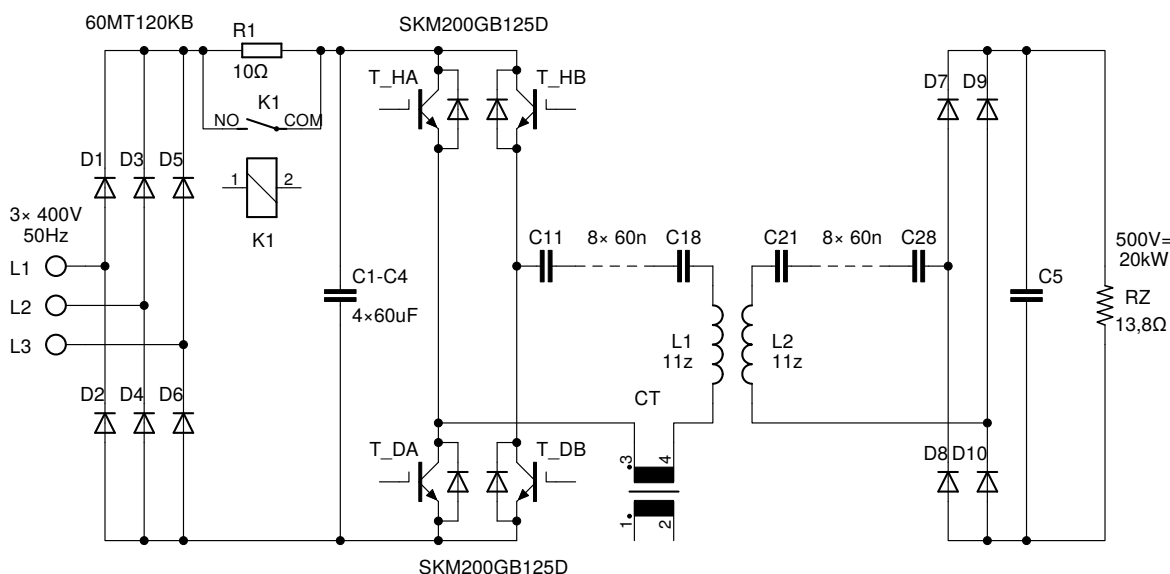 60MT120KB
SKM200GB125D
R1
10Ω
K1
NO
COM
T_HA
T_HB
D7
D9
D1
D3
D5
1
2
K1
3× 400V
50Hz
L1
L2
L3
C11
8× 60n
C18
C21
8× 60n
C28
C1-C4
4×60uF
L1
11z
L2
11z
C5
500V=
20kW
RZ
13,8Ω
D2
D4
D6
CT
T_DA
T_DB
3
4
1
2
D8
D10
SKM200GB125D